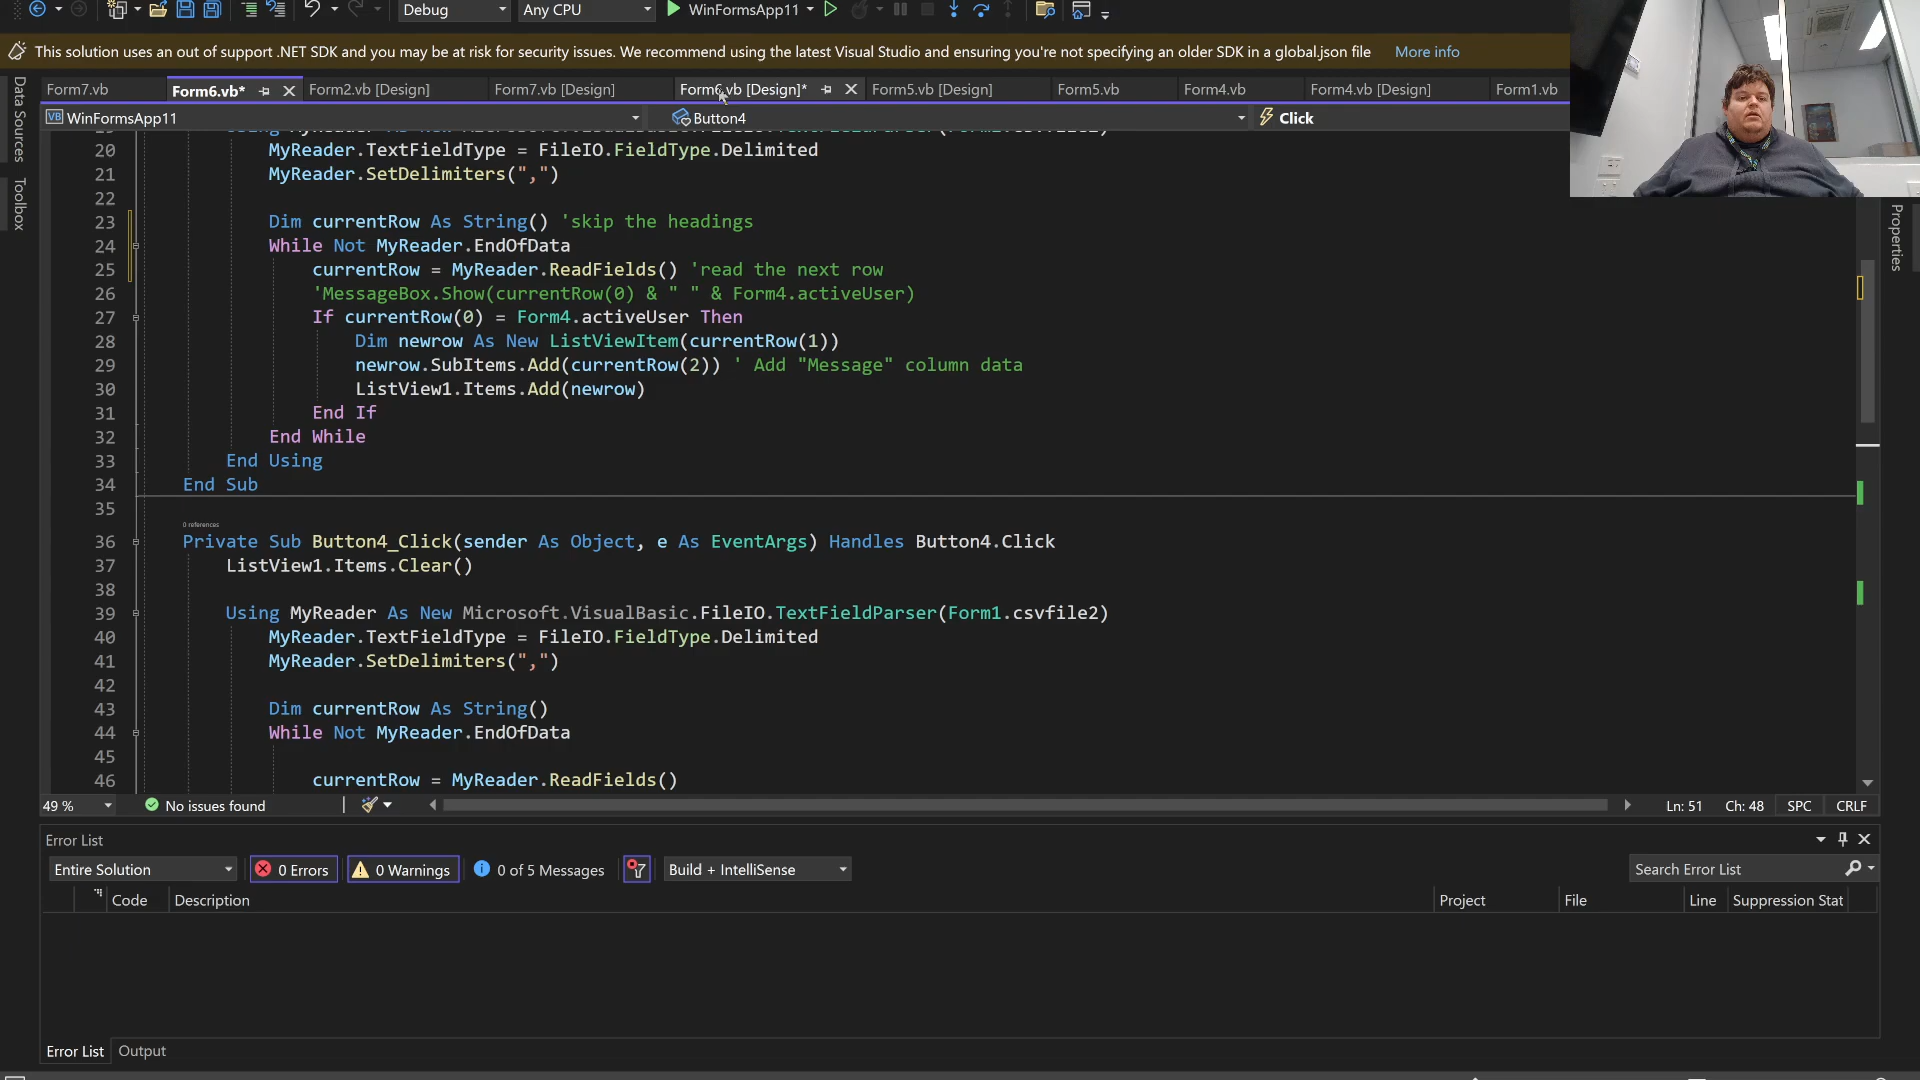 Debug Any CPU WinFormsApp11
This solution uses an out of support .NET SDK and you may be at risk for security issues. We recommend using the latest Visual Studio and ensuring you're not specifying an older SDK in a global.json file More info
Data Sources
Toolbox
Properties
Form7.vb Form6.vb* Form2.vb [Design] Form7.vb [Design] Form6.vb [Design]* Form5.vb [Design] Form5.vb Form4.vb Form4.vb [Design] Form1.vb
VB WinFormsApp11 Button4 Click
20 MyReader.TextFieldType = FileIO.FieldType.Delimited
21 MyReader.SetDelimiters(",")
22
23 Dim currentRow As String() 'skip the headings
24 While Not MyReader.EndOfData
25 currentRow = MyReader.ReadFields() 'read the next row
26 'MessageBox.Show(currentRow(0) & " " & Form4.activeUser)
27 If currentRow(0) = Form4.activeUser Then
28 Dim newrow As New ListViewItem(currentRow(1))
29 newrow.SubItems.Add(currentRow(2)) ' Add "Message" column data
30 ListView1.Items.Add(newrow)
31 End If
32 End While
33 End Using
34 End Sub
35
0 references
36 Private Sub Button4_Click(sender As Object, e As EventArgs) Handles Button4.Click
37 ListView1.Items.Clear()
38
39 Using MyReader As New Microsoft.VisualBasic.FileIO.TextFieldParser(Form1.csvfile2)
40 MyReader.TextFieldType = FileIO.FieldType.Delimited
41 MyReader.SetDelimiters(",")
42
43 Dim currentRow As String()
44 While Not MyReader.EndOfData
45
46 currentRow = MyReader.ReadFields()
49 % No issues found Ln: 51 Ch: 48 SPC CRLF
Error List
Entire Solution 0 Errors 0 Warnings 0 of 5 Messages Build + IntelliSense Search Error List
Code Description Project File Line Suppression Stat
Error List Output